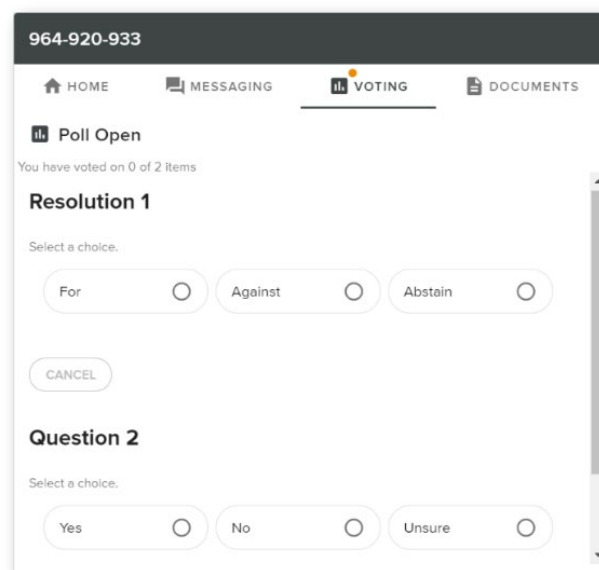 964-920-933
HOME MESSAGING VOTING DOCUMENTS
Poll Open
You have voted on 0 of 2 items
Resolution 1
Select a choice.
For Against Abstain
CANCEL
Question 2
Select a choice.
Yes No Unsure